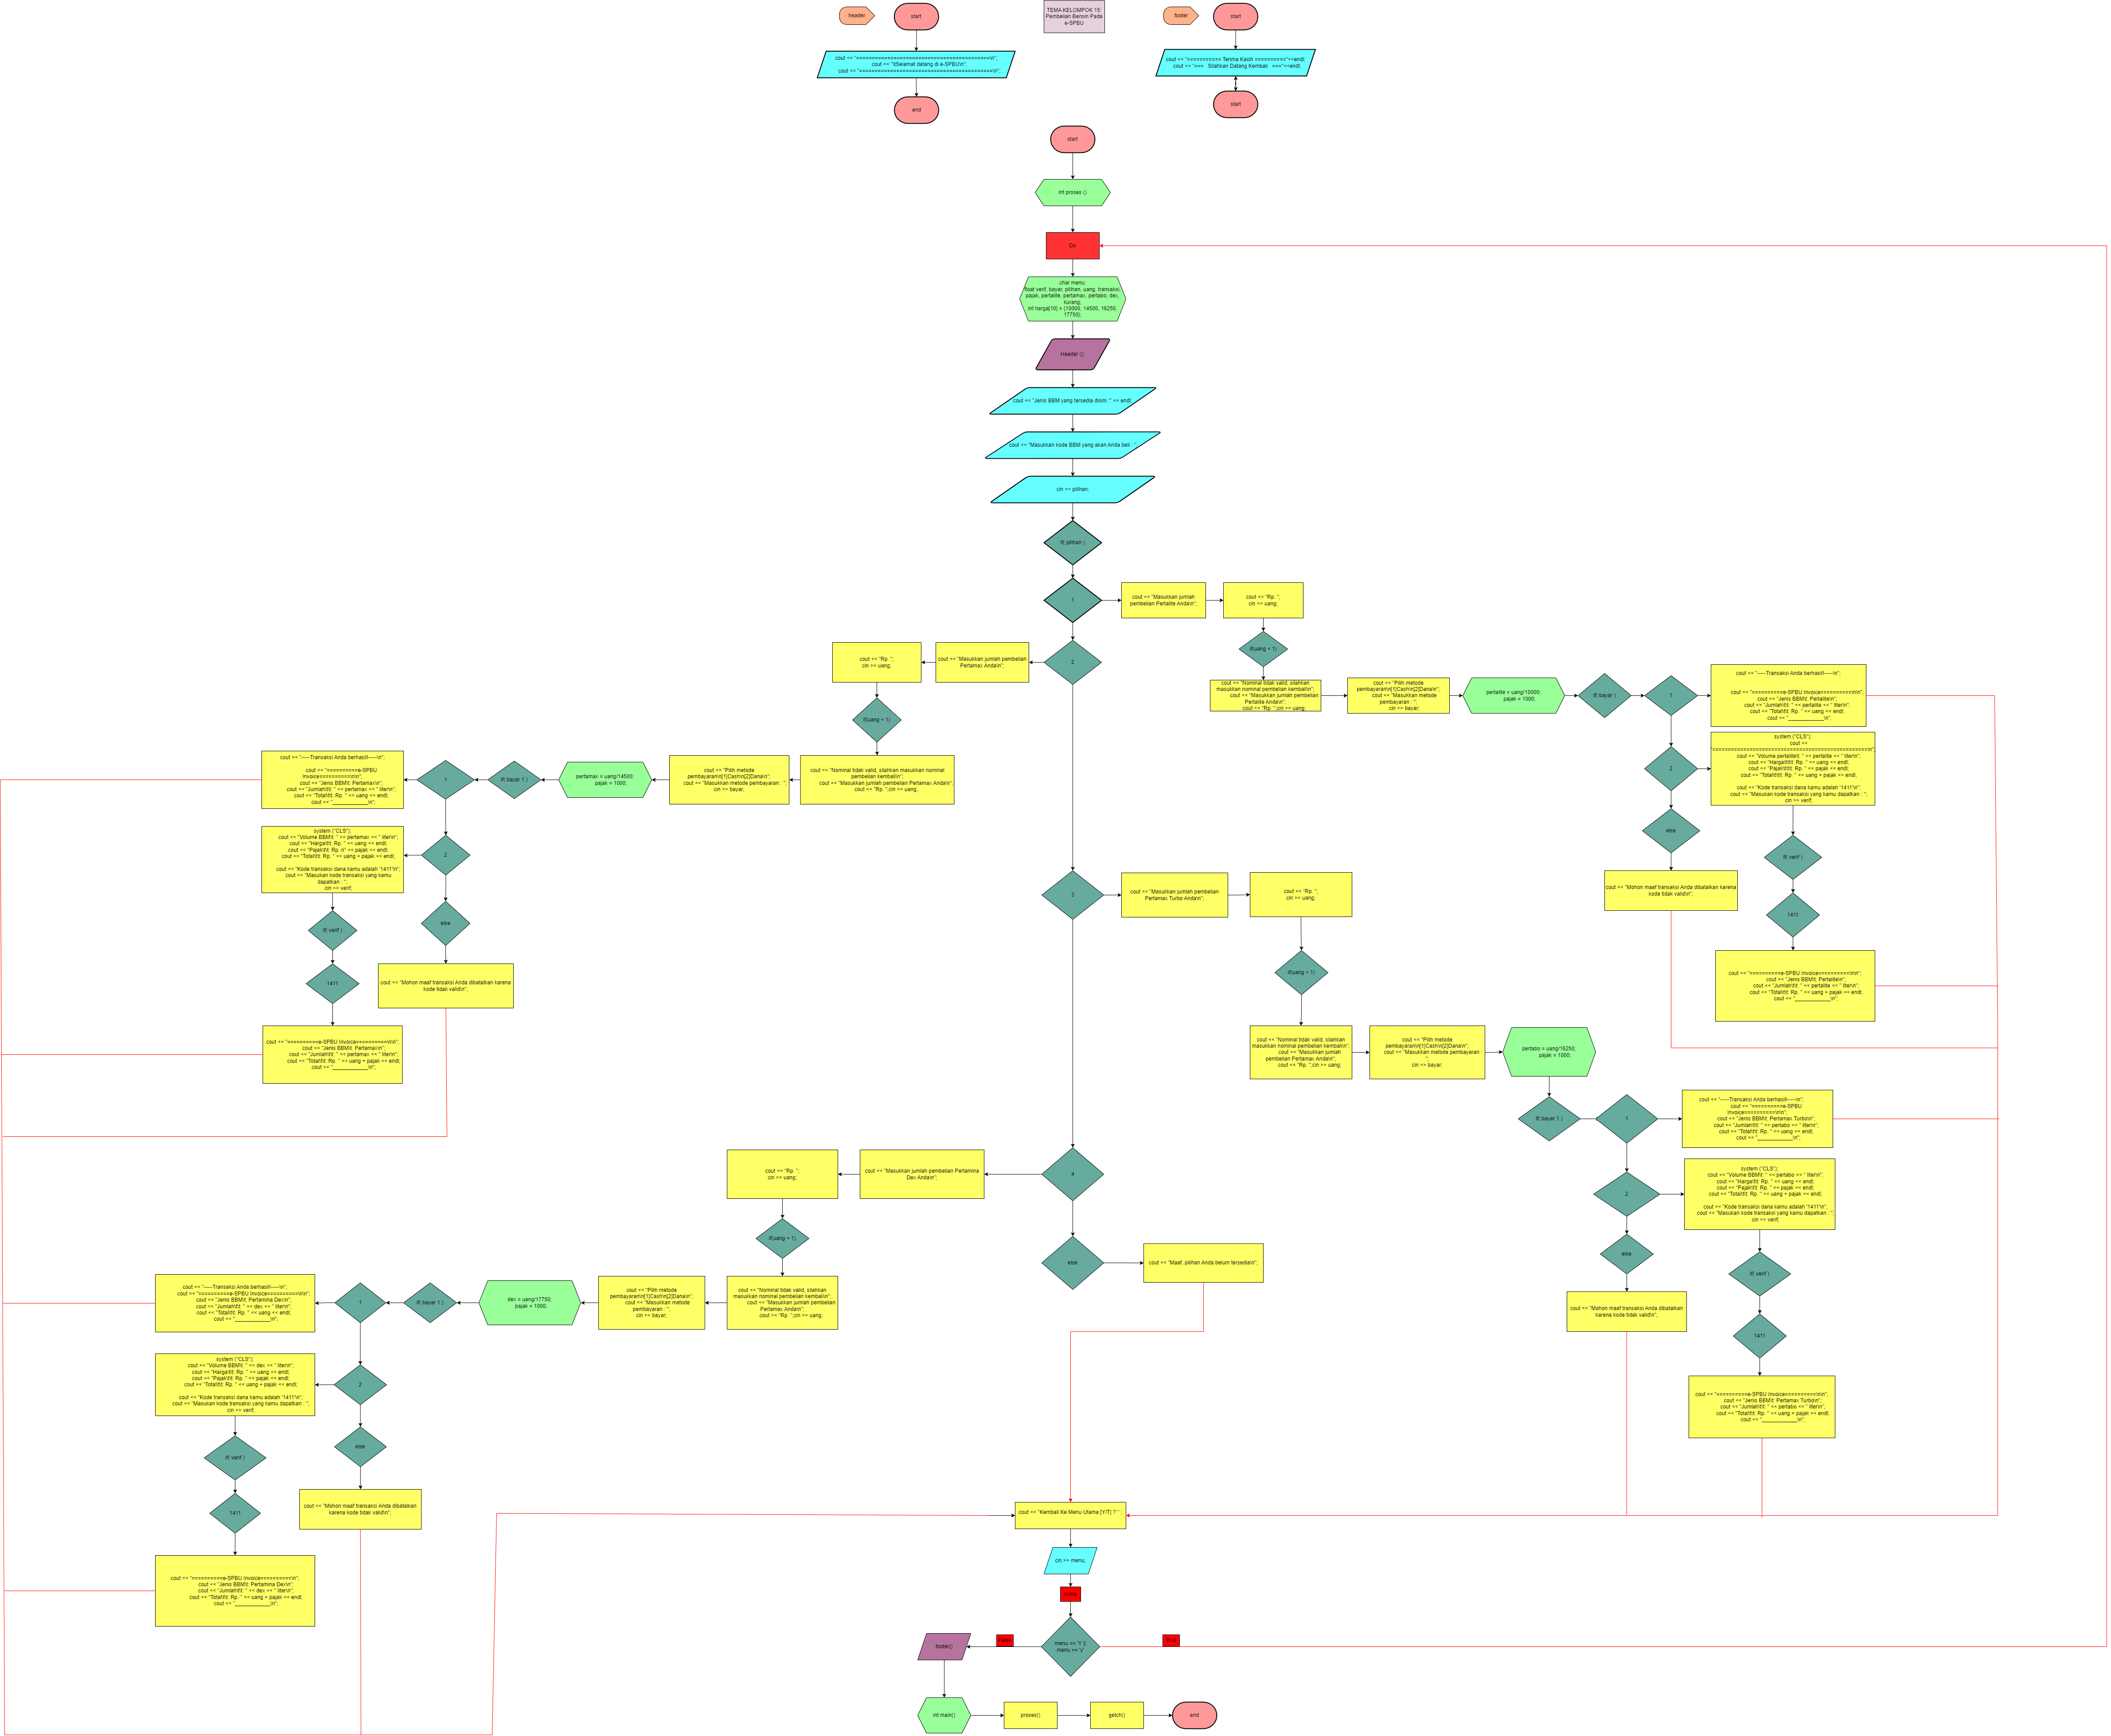 header
start
cout << "==========================================\n";
cout << "\t\tSelamat datang di e-SPBU\n";
cout << "==========================================\n";
end
TEMA KELOMPOK 15:
Pembelian Bensin Pada
e-SPBU
footer
start
cout << "=========== Terima Kasih =========="<<endl;
cout << "===   Silahkan Datang Kembali   ==="<<endl;
start
start
int proses ()
Do
char menu;
float verif, bayar, pilihan, uang, transaksi,
pajak, pertalite, pertamax, pertabo, dex,
kurang;
int harga[10] = {10000, 14500, 16250,
17750};
Header ();
cout << "Jenis BBM yang tersedia disini :" << endl;
cout << "Masukkan kode BBM yang akan Anda beli : ";
cin >> pilihan;
if( pilihan )
1
cout << "Masukkan jumlah
pembelian Pertalite Anda\n";
cout << "Rp. ";
cin >> uang;
if(uang < 1)
cout << "Nominal tidak valid, silahkan
masukkan nominal pembelian kembali\n";
cout << "Masukkan jumlah pembelian
Pertalite Anda\n";
cout << "Rp. ";cin >> uang;
cout << "Pilih metode
pembayaran\n[1]Cash\n[2]Dana\n";
cout << "Masukkan metode
pembayaran : ";
cin >> bayar;
pertalite = uang/10000;
pajak = 1000;
if( bayar )
1
cout << "-----Transaksi Anda berhasil!-----\n";
cout << "==========e-SPBU Invoice==========\n\n";
cout << "Jenis BBM\t: Pertalite\n";
cout << "Jumlah\t\t: " << pertalite << " liter\n";
cout << "Total\t\t: Rp. " << uang << endl;
cout << "______________\n";
2
system ("CLS");
cout <<
"=================================================\n";
cout << "Volume pertalite\t: " << pertalite << " liter\n";
cout << "Harga\t\t\t: Rp. " << uang << endl;
cout << "Pajak\t\t\t: Rp. " << pajak << endl;
cout << "Total\t\t\t: Rp. " << uang + pajak << endl;
cout << "Kode transaksi dana kamu adalah '1411'\n";
cout << "Masukan kode transaksi yang kamu dapatkan : ";
cin >> verif;
else
cout << "Mohon maaf transaksi Anda dibatalkan karena
kode tidak valid\n";
if( verif )
1411
cout << "==========e-SPBU Invoice==========\n\n";
cout << "Jenis BBM\t: Pertalite\n";
cout << "Jumlah\t\t: " << pertalite << " liter\n";
cout << "Total\t\t: Rp. " << uang + pajak << endl;
cout << "______________\n";
2
cout << "Masukkan jumlah pembelian
Pertamax Anda\n";
cout << "Rp. ";
cin >> uang;
if(uang < 1)
cout << "Nominal tidak valid, silahkan masukkan nominal
pembelian kembali\n";
cout << "Masukkan jumlah pembelian Pertamax Anda\n";
cout << "Rp. ";cin >> uang;
cout << "Pilih metode
pembayaran\n[1]Cash\n[2]Dana\n";
cout << "Masukkan metode pembayaran : ";
cin >> bayar;
pertamax = uang/14500;
pajak = 1000;
if( bayar 1 )
1
cout << "-----Transaksi Anda berhasil!-----\n";
cout << "==========e-SPBU
Invoice==========\n\n";
cout << "Jenis BBM\t: Pertamax\n";
cout << "Jumlah\t\t: " << pertamax << " liter\n";
cout << "Total\t\t: Rp. " << uang << endl;
cout << "______________\n";
2
system ("CLS");
cout << "Volume BBM\t: " << pertamax << " liter\n";
cout << "Harga\t\t: Rp. " << uang << endl;
cout << "Pajak\t\t: Rp. n" << pajak << endl;
cout << "Total\t\t: Rp. " << uang + pajak << endl;
cout << "Kode transaksi dana kamu adalah '1411'\n";
cout << "Masukan kode transaksi yang kamu
dapatkan : ";
cin >> verif;
else
cout << "Mohon maaf transaksi Anda dibatalkan karena
kode tidak valid\n";
if( verif )
1411
cout << "==========e-SPBU Invoice==========\n\n";
cout << "Jenis BBM\t: Pertamax\n";
cout << "Jumlah\t\t: " << pertamax << " liter\n";
cout << "Total\t\t: Rp. " << uang + pajak << endl;
cout << "______________\n";
3
cout << "Masukkan jumlah pembelian
Pertamax Turbo Anda\n";
cout << "Rp. ";
cin >> uang;
if(uang < 1)
cout << "Nominal tidak valid, silahkan
masukkan nominal pembelian kembali\n";
cout << "Masukkan jumlah
pembelian Pertamax Anda\n";
cout << "Rp. ";cin >> uang;
cout << "Pilih metode
pembayaran\n[1]Cash\n[2]Dana\n";
cout << "Masukkan metode pembayaran :
";
cin >> bayar;
pertabo = uang/16250;
pajak = 1000;
if( bayar 1 )
1
cout << "-----Transaksi Anda berhasil!-----\n";
cout << "==========e-SPBU
Invoice==========\n\n";
cout << "Jenis BBM\t: Pertamax Turbo\n";
cout << "Jumlah\t\t: " << pertabo << " liter\n";
cout << "Total\t\t: Rp. " << uang << endl;
cout << "______________\n";
2
system ("CLS");
cout << "Volume BBM\t: " << pertabo << " liter\n";
cout << "Harga\t\t: Rp. " << uang << endl;
cout << "Pajak\t\t: Rp. " << pajak << endl;
cout << "Total\t\t: Rp. " << uang + pajak << endl;
cout << "Kode transaksi dana kamu adalah '1411'\n";
cout << "Masukan kode transaksi yang kamu dapatkan : ";
cin >> verif;
else
cout << "Mohon maaf transaksi Anda dibatalkan
karena kode tidak valid\n";
if( verif )
1411
cout << "==========e-SPBU Invoice==========\n\n";
cout << "Jenis BBM\t: Pertamax Turbo\n";
cout << "Jumlah\t\t: " << pertabo << " liter\n";
cout << "Total\t\t: Rp. " << uang + pajak << endl;
cout << "______________\n";
4
cout << "Masukkan jumlah pembelian Pertamina
Dex Anda\n";
cout << "Rp. ";
cin >> uang;
if(uang < 1)
cout << "Nominal tidak valid, silahkan
masukkan nominal pembelian kembali\n";
cout << "Masukkan jumlah pembelian
Pertamax Anda\n";
cout << "Rp. ";cin >> uang;
cout << "Pilih metode
pembayaran\n[1]Cash\n[2]Dana\n";
cout << "Masukkan metode
pembayaran : ";
cin >> bayar;
dex = uang/17750;
pajak = 1000;
if( bayar 1 )
1
cout << "-----Transaksi Anda berhasil!-----\n";
cout << "==========e-SPBU Invoice==========\n\n";
cout << "Jenis BBM\t: Pertamina Dex\n";
cout << "Jumlah\t\t: " << dex << " liter\n";
cout << "Total\t\t: Rp. " << uang << endl;
cout << "______________\n";
2
system ("CLS");
cout << "Volume BBM\t: " << dex << " liter\n";
cout << "Harga\t\t: Rp. " << uang << endl;
cout << "Pajak\t\t: Rp. " << pajak << endl;
cout << "Total\t\t: Rp. " << uang + pajak << endl;
cout << "Kode transaksi dana kamu adalah '1411'\n";
cout << "Masukan kode transaksi yang kamu dapatkan : ";
cin >> verif;
else
cout << "Mohon maaf transaksi Anda dibatalkan
karena kode tidak valid\n";
if( verif )
1411
cout << "==========e-SPBU Invoice==========\n\n";
cout << "Jenis BBM\t: Pertamina Dex\n";
cout << "Jumlah\t\t: " << dex << " liter\n";
cout << "Total\t\t: Rp. " << uang + pajak << endl;
cout << "______________\n";
else
cout << "Maaf, pilihan Anda belum tersedia\n";
cout << "Kembali Ke Menu Utama [Y/T] ? " ;
cin >> menu;
while
menu == 'Y' ||
menu == 'y'
False
True
footer()
int main()
proses()
getch()
end